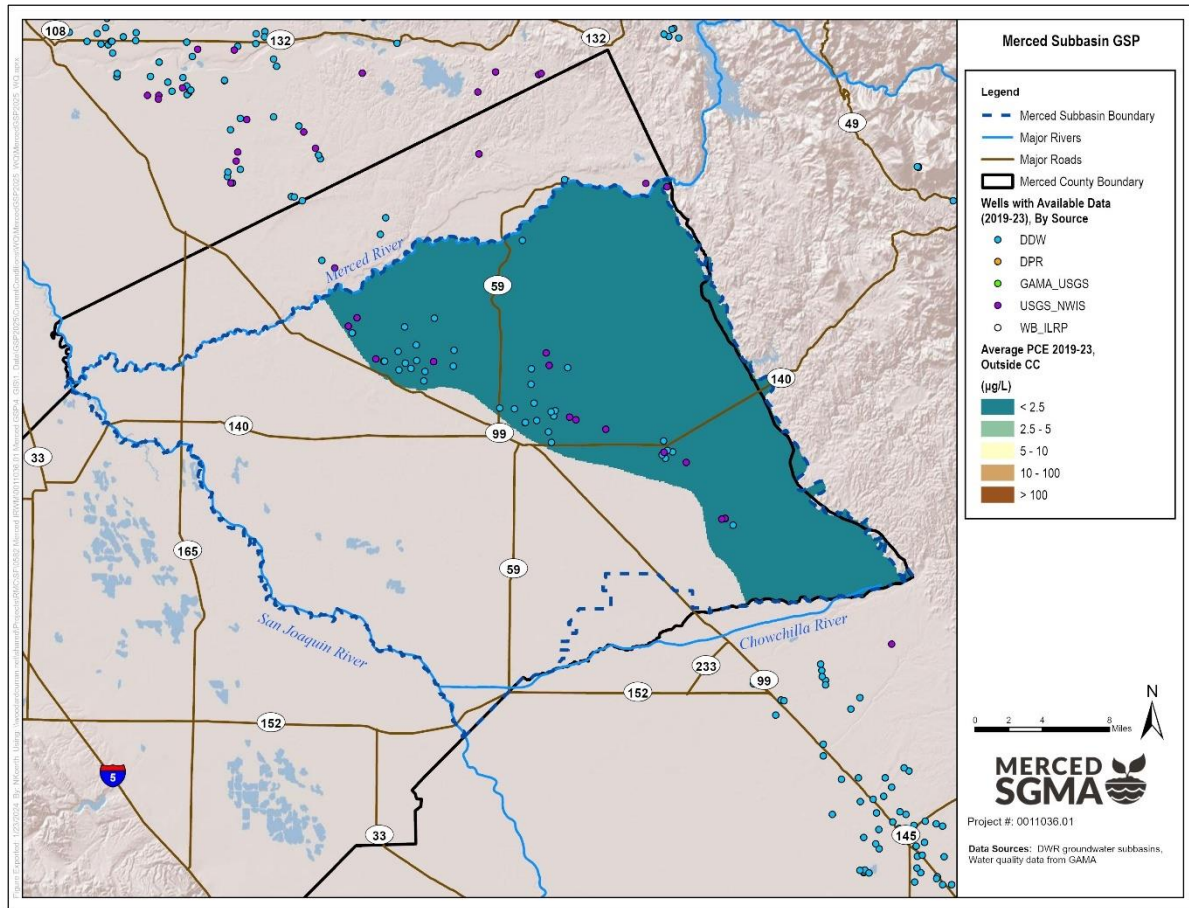 108
132
132
49
Merced River
59
140
140
99
33
165
59
San Joaquin River
Chowchilla River
233
99
152
152
5
33
145
Merced Subbasin GSP
Legend
Merced Subbasin Boundary
Major Rivers
Major Roads
Merced County Boundary
Wells with Available Data
(2019-23), By Source
DDW
DPR
GAMA_USGS
USGS_NWIS
WB_ILRP
Average PCE 2019-23,
Outside CC
(µg/L)
< 2.5
2.5 - 5
5 - 10
10 - 100
> 100
N
0 2 4 8
Miles
MERCED
SGMA
Project #: 0011036.01
Data Sources: DWR groundwater subbasins,
Water quality data from GAMA